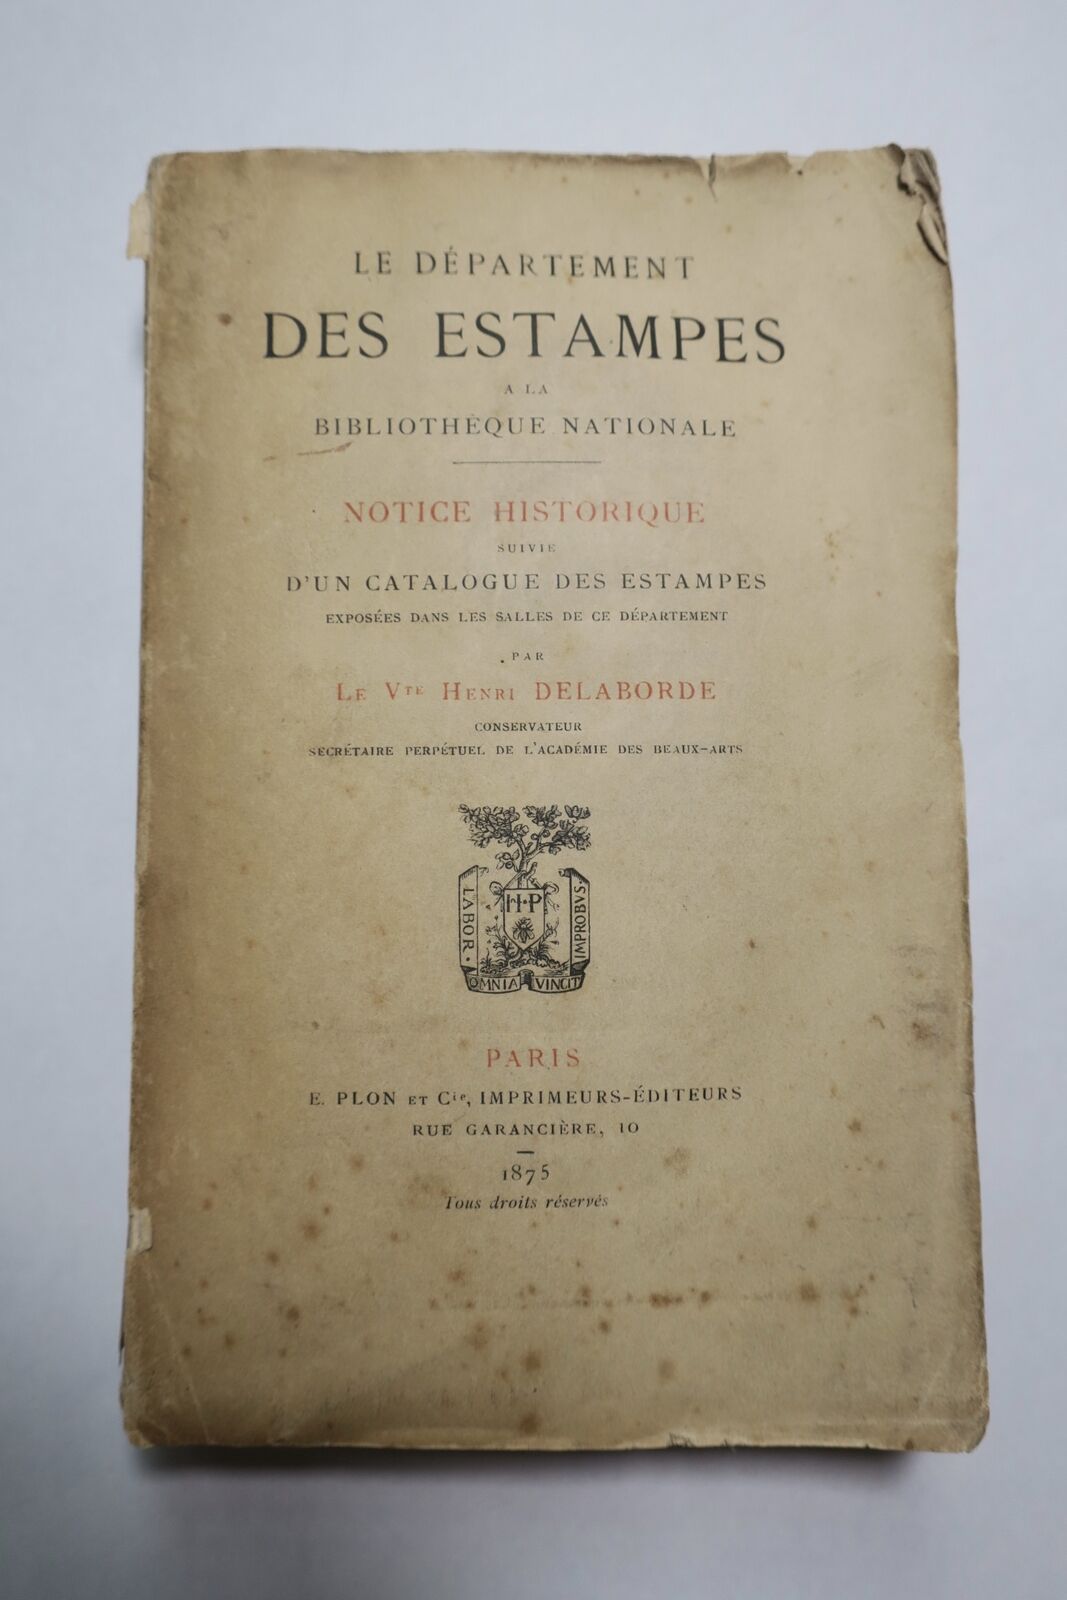 LE DÉPARTEMENT
DES ESTAMPES
A LA
BIBLIOTHÈQUE NATIONALE
NOTICE HISTORIQUE
SUIVIE
D'UN CATALOGUE DES ESTAMPES
EXPOSÉES DANS LES SALLES DE CE DÉPARTEMENT
PAR
LE VTE HENRI DELABORDE
CONSERVATEUR
SECRÉTAIRE PERPÉTUEL DE L'ACADÉMIE DES BEAUX-ARTS
LABOR.
H·P
IMPROBVS.
OMNIA VINCIT
PARIS
E. PLON ET Cie, IMPRIMEURS-ÉDITEURS
RUE GARANCIÈRE, 10
1875
Tous droits réservés